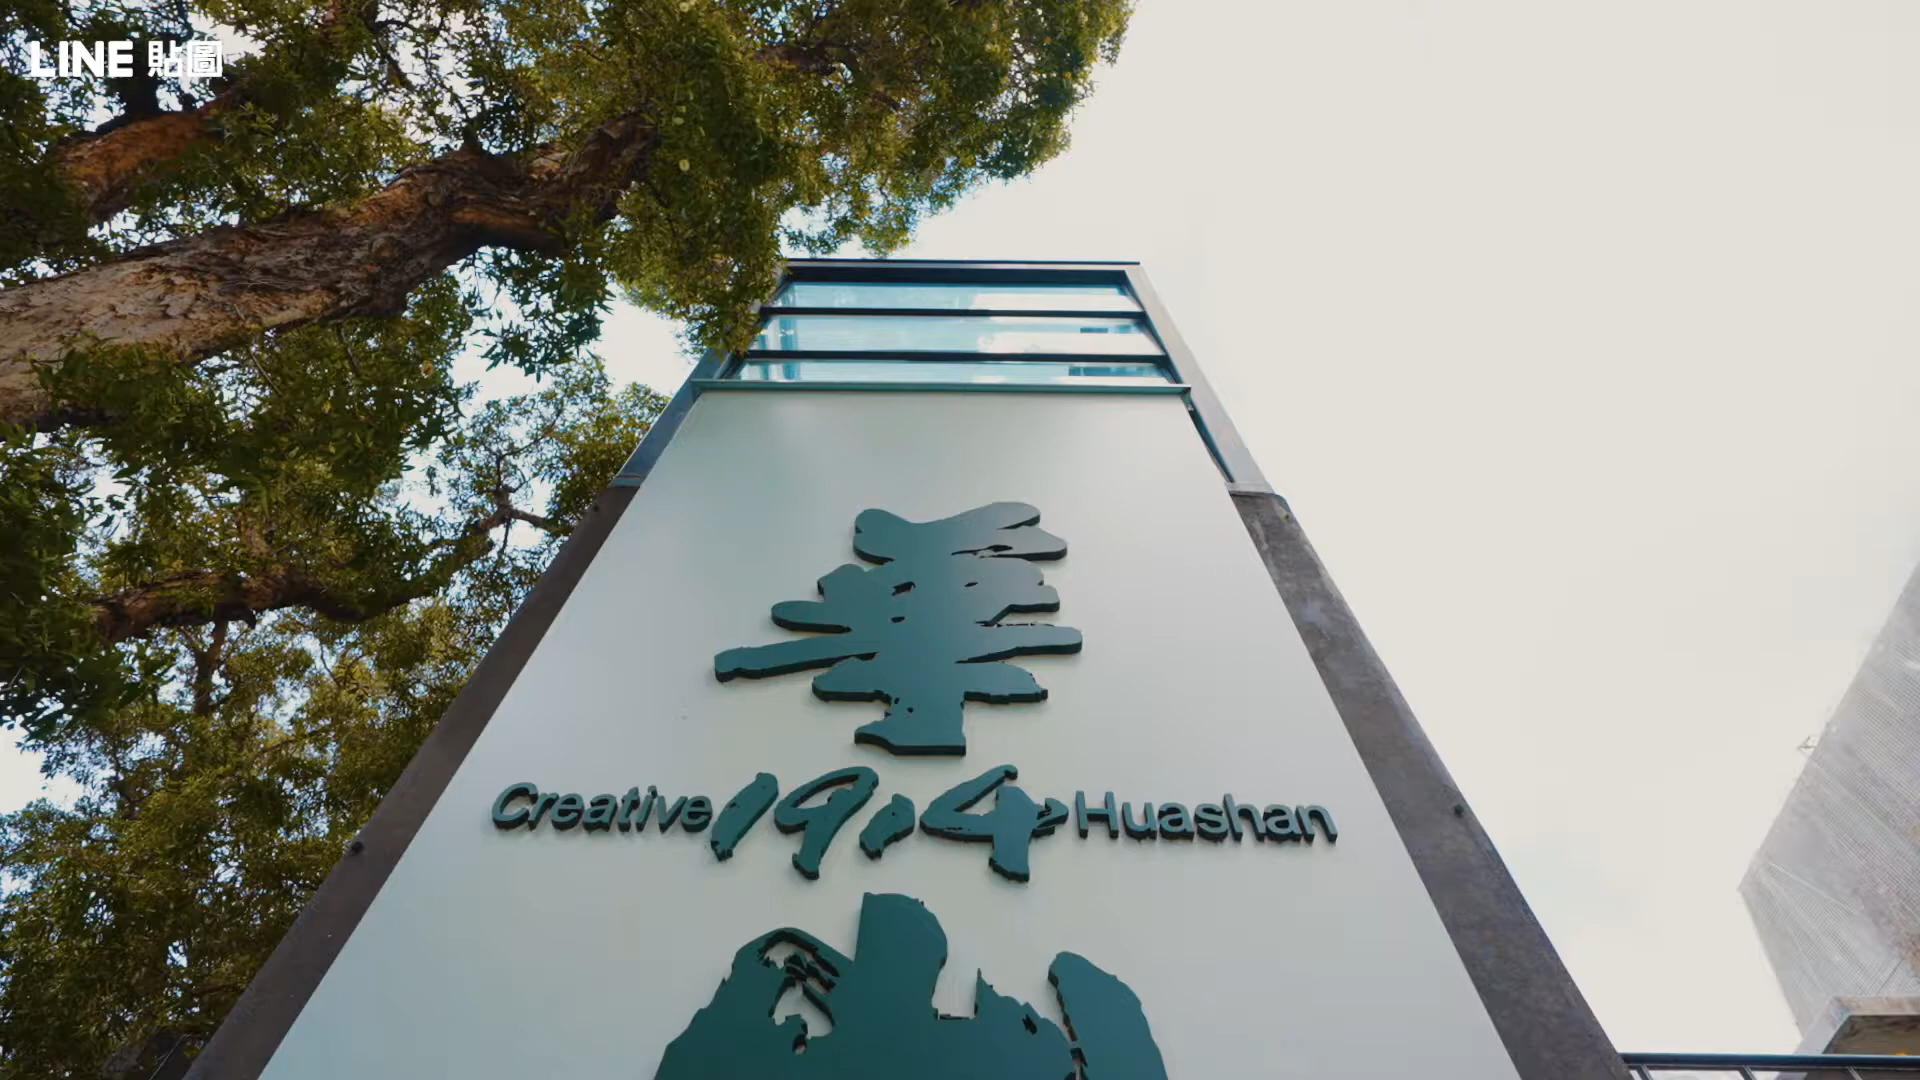 LINE 貼圖
華
Creative 1914 Huashan
山